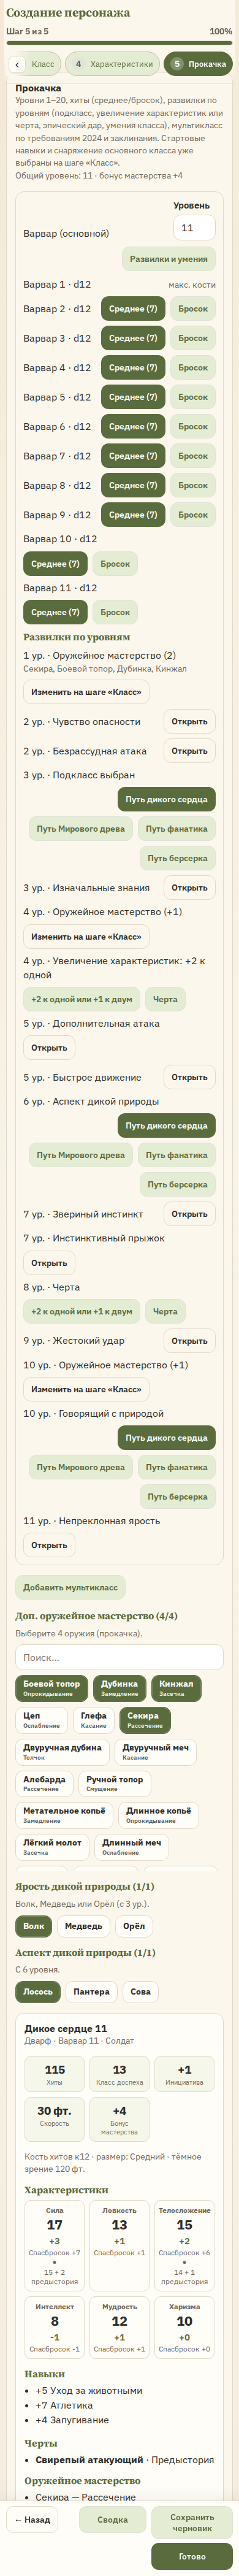 Создание персонажа
Шаг 5 из 5 100%
‹ Класс 4 Характеристики 5 Прокачка
Прокачка
Уровни 1–20, хиты (среднее/бросок), развилки по
уровням (подкласс, увеличение характеристик или
черта, эпический дар, умения класса), мультикласс
по требованиям 2024 и заклинания. Стартовые
навыки и снаряжение основного класса уже
выбраны на шаге «Класс».
Общий уровень: 11 · бонус мастерства +4
Уровень
Варвар (основной) 11
Развилки и умения
Варвар 1 · d12 макс. кости
Варвар 2 · d12 Среднее (7) Бросок
Варвар 3 · d12 Среднее (7) Бросок
Варвар 4 · d12 Среднее (7) Бросок
Варвар 5 · d12 Среднее (7) Бросок
Варвар 6 · d12 Среднее (7) Бросок
Варвар 7 · d12 Среднее (7) Бросок
Варвар 8 · d12 Среднее (7) Бросок
Варвар 9 · d12 Среднее (7) Бросок
Варвар 10 · d12
Среднее (7) Бросок
Варвар 11 · d12
Среднее (7) Бросок
Развилки по уровням
1 ур. · Оружейное мастерство (2)
Секира, Боевой топор, Дубинка, Кинжал
Изменить на шаге «Класс»
2 ур. · Чувство опасности Открыть
2 ур. · Безрассудная атака Открыть
3 ур. · Подкласс выбран
Путь дикого сердца
Путь Мирового древа Путь фанатика
Путь берсерка
3 ур. · Изначальные знания Открыть
4 ур. · Оружейное мастерство (+1)
Изменить на шаге «Класс»
4 ур. · Увеличение характеристик: +2 к
одной
+2 к одной или +1 к двум Черта
5 ур. · Дополнительная атака
Открыть
5 ур. · Быстрое движение Открыть
6 ур. · Аспект дикой природы
Путь дикого сердца
Путь Мирового древа Путь фанатика
Путь берсерка
7 ур. · Звериный инстинкт Открыть
7 ур. · Инстинктивный прыжок
Открыть
8 ур. · Черта
+2 к одной или +1 к двум Черта
9 ур. · Жестокий удар Открыть
10 ур. · Оружейное мастерство (+1)
Изменить на шаге «Класс»
10 ур. · Говорящий с природой
Путь дикого сердца
Путь Мирового древа Путь фанатика
Путь берсерка
11 ур. · Непреклонная ярость
Открыть
Добавить мультикласс
Доп. оружейное мастерство (4/4)
Выберите 4 оружия (прокачка).
Поиск...
Боевой топор Дубинка Кинжал
Опрокидывание Замедление Засечка
Цеп Глефа Секира
Ослабление Касание Рассечение
Двуручная дубина Двуручный меч
Толчок Касание
Алебарда Ручной топор
Рассечение Смущение
Метательное копьё Длинное копьё
Замедление Опрокидывание
Лёгкий молот Длинный меч
Засечка Ослабление
Ярость дикой природы (1/1)
Волк, Медведь или Орёл (с 3 ур.).
Волк Медведь Орёл
Аспект дикой природы (1/1)
С 6 уровня.
Лосось Пантера Сова
Дикое сердце 11
Дварф · Варвар 11 · Солдат
115 13 +1
Хиты Класс доспеха Инициатива
30 фт. +4
Скорость Бонус
мастерства
Кость хитов к12 · размер: Средний · тёмное
зрение 120 фт.
Характеристики
Сила Ловкость Телосложение
17 13 15
+3 +1 +2
Спасбросок +7 Спасбросок +1 Спасбросок +6
• •
15 + 2 14 + 1
предыстория предыстория
Интеллект Мудрость Харизма
8 12 10
-1 +1 +0
Спасбросок -1 Спасбросок +1 Спасбросок +0
Навыки
• +5 Уход за животными
• +7 Атлетика
• +4 Запугивание
Черты
• Свирепый атакующий · Предыстория
Оружейное мастерство
• Секира — Рассечение
← Назад Сводка Сохранить
черновик
Готово